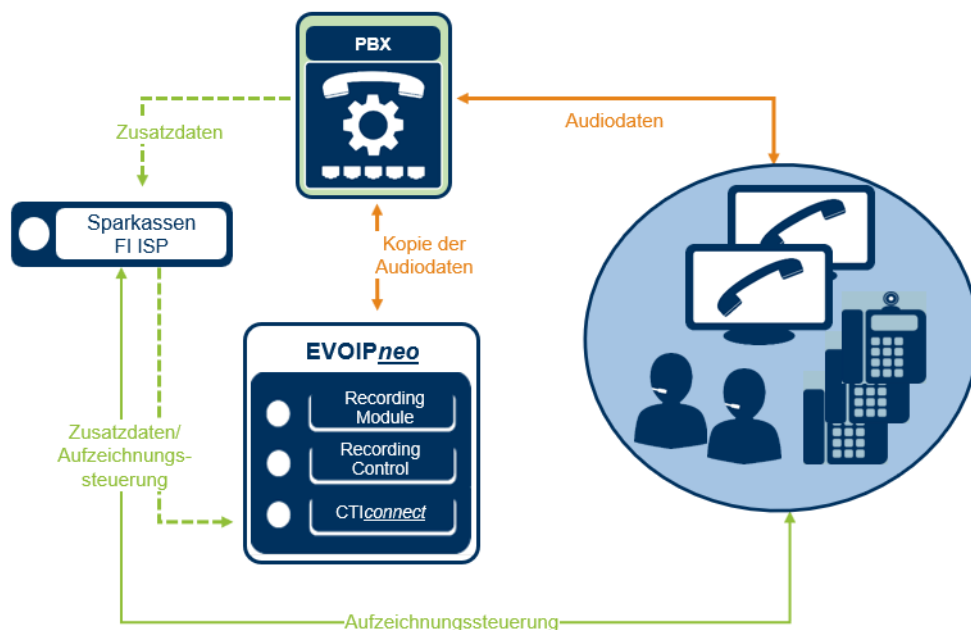 PBX
Zusatzdaten
Audiodaten
Sparkassen
FI ISP
Kopie der
Audiodaten
EVOIPneo
Recording
Module
Recording
Control
CTIconnect
Zusatzdaten/
Aufzeichnungs-
steuerung
Aufzeichnungssteuerung